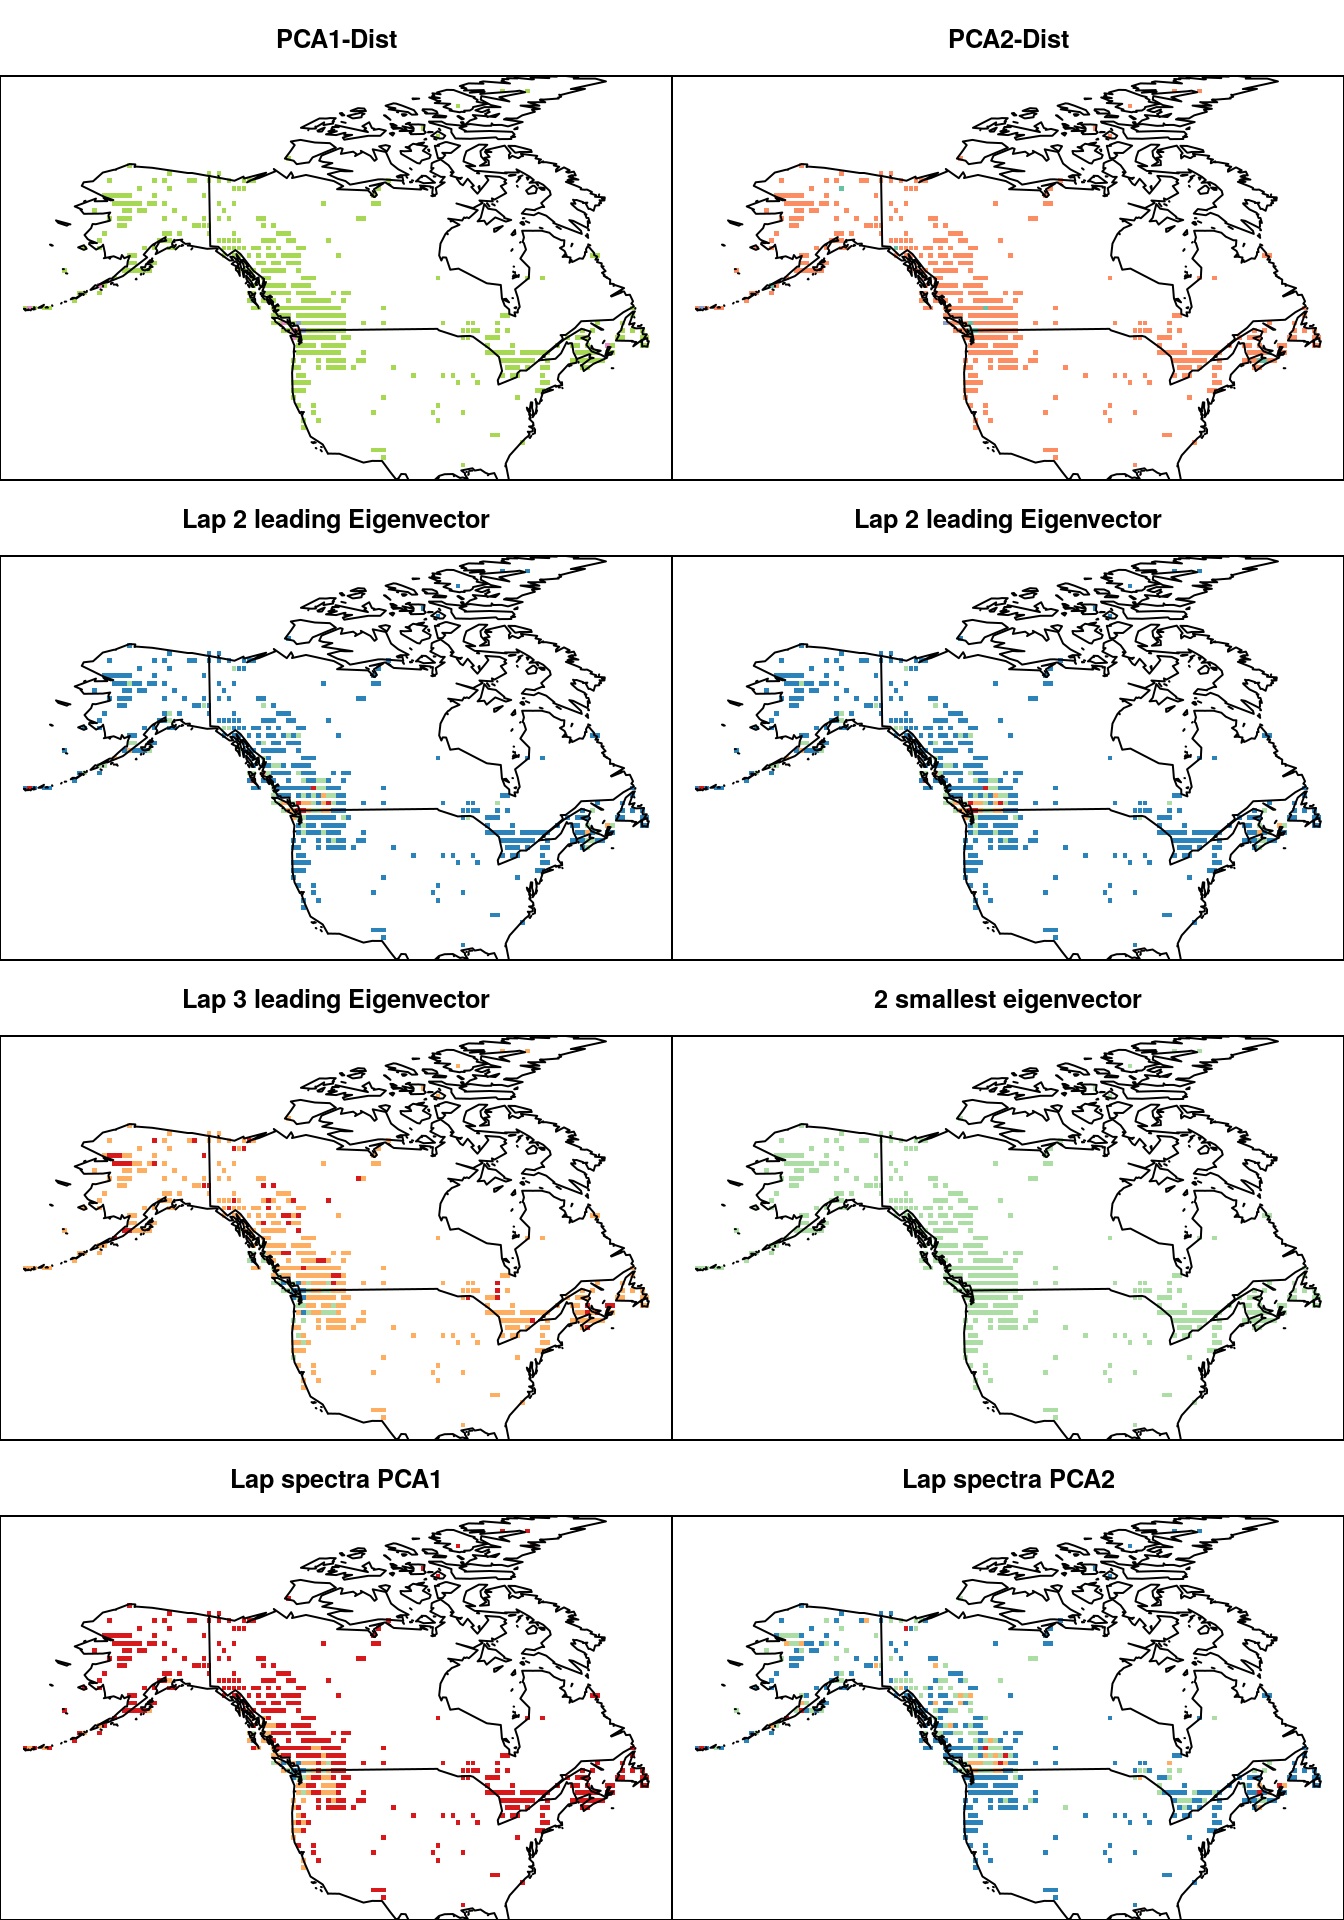 PCA1-Dist
PCA2-Dist
Lap 2 leading Eigenvector
Lap 2 leading Eigenvector
Lap 3 leading Eigenvector
2 smallest eigenvector
Lap spectra PCA1
Lap spectra PCA2